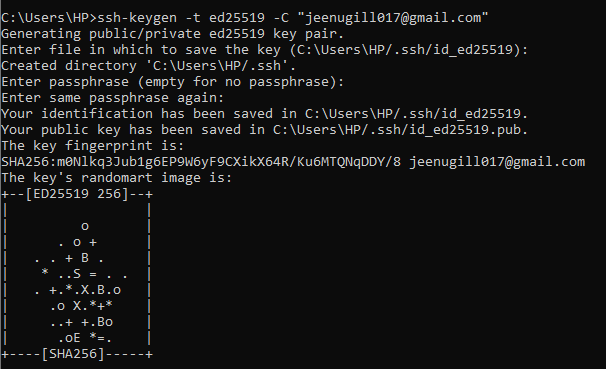 C:\Users\HP>ssh-keygen -t ed25519 -C "jeenugill017@gmail.com"
Generating public/private ed25519 key pair.
Enter file in which to save the key (C:\Users\HP/.ssh/id_ed25519):
Created directory 'C:\Users\HP/.ssh'.
Enter passphrase (empty for no passphrase):
Enter same passphrase again:
Your identification has been saved in C:\Users\HP/.ssh/id_ed25519.
Your public key has been saved in C:\Users\HP/.ssh/id_ed25519.pub.
The key fingerprint is:
SHA256:m0Nlkq3Jub1g6EP9W6yF9CXikX64R/Ku6MTQNqDDY/8 jeenugill017@gmail.com
The key's randomart image is:
+--[ED25519 256]--+
|                 |
|         o       |
|      . o +      |
|   . . + B .     |
|    * ..S = . .  |
|   . +.*.X.B.o   |
|     .o X.*+*    |
|     ..+ +.Bo    |
|      .oE *=.    |
+----[SHA256]-----+